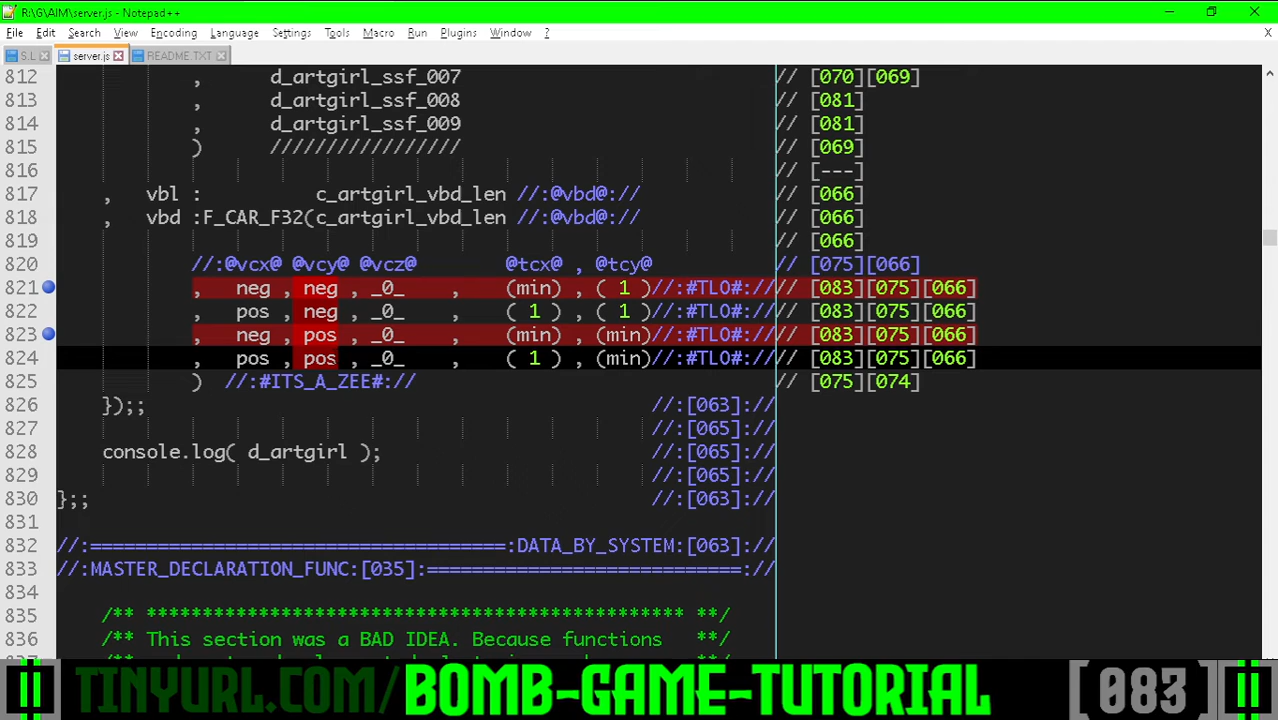 R:\G\AIM\server.js - Notepad++
File Edit Search View Encoding Language Settings Tools Macro Run Plugins Window ? X
S.L server.js README.TXT
812 , d_artgirl_ssf_007 // [070][069]
813 , d_artgirl_ssf_008 // [081]
814 , d_artgirl_ssf_009 // [081]
815 ) ///////////////// // [069]
816 // [---]
817 , vbl : c_artgirl_vbd_len //:@vbd@:// // [066]
818 , vbd :F_CAR_F32(c_artgirl_vbd_len //:@vbd@:// // [066]
819 // [066]
820 //:@vcx@ @vcy@ @vcz@ @tcx@ , @tcy@ // [075][066]
821 , neg , neg , _0_ , (min) , ( 1 )//:#TLO#:// // [083][075][066]
822 , pos , neg , _0_ , ( 1 ) , ( 1 )//:#TLO#:// // [083][075][066]
823 , neg , pos , _0_ , (min) , (min)//:#TLO#:// // [083][075][066]
824 , pos , pos , _0_ , ( 1 ) , (min)//:#TLO#:// // [083][075][066]
825 ) //:#ITS_A_ZEE#:// // [075][074]
826 });; //:[063]://
827 //:[065]://
828 console.log( d_artgirl ); //:[065]://
829 //:[065]://
830 };; //:[063]://
831
832 //:=====================================:DATA_BY_SYSTEM:[063]://
833 //:MASTER_DECLARATION_FUNC:[035]:============================://
834
835 /** ************************************************ **/
836 /** This section was a BAD IDEA. Because functions **/
TINYURL.COM/BOMB-GAME-TUTORIAL [083]